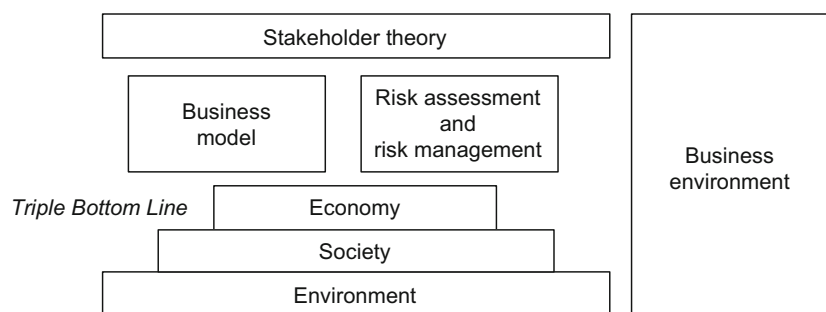 Stakeholder theory
Business
model
Risk assessment
and
risk management
Business
environment
Triple Bottom Line
Economy
Society
Environment